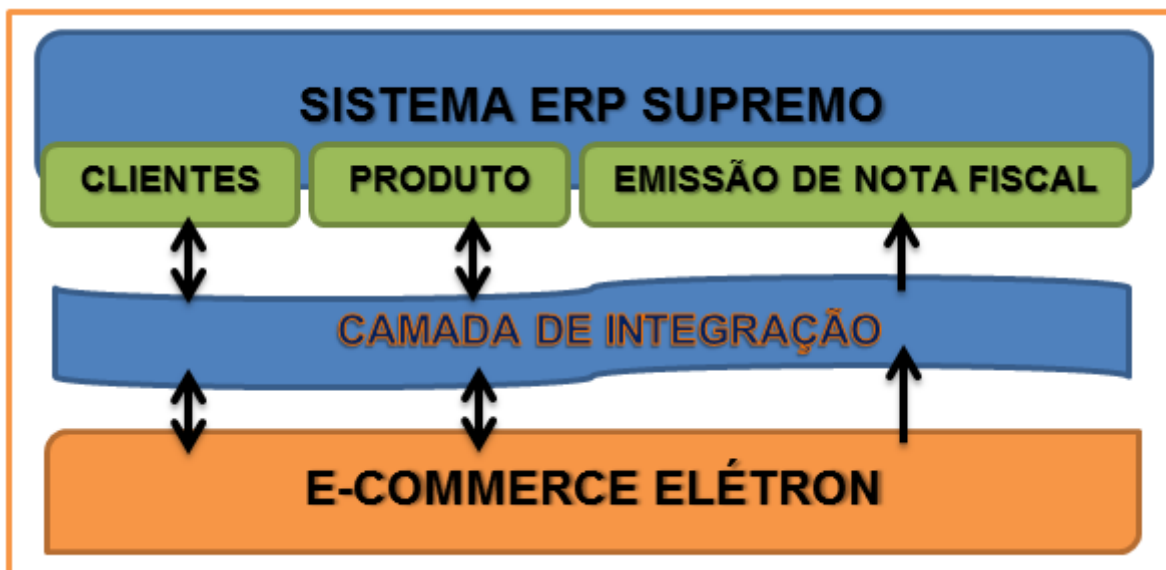 SISTEMA ERP SUPREMO
CLIENTES
PRODUTO
EMISSÃO DE NOTA FISCAL
CAMADA DE INTEGRAÇÃO
E-COMMERCE ELÉTRON